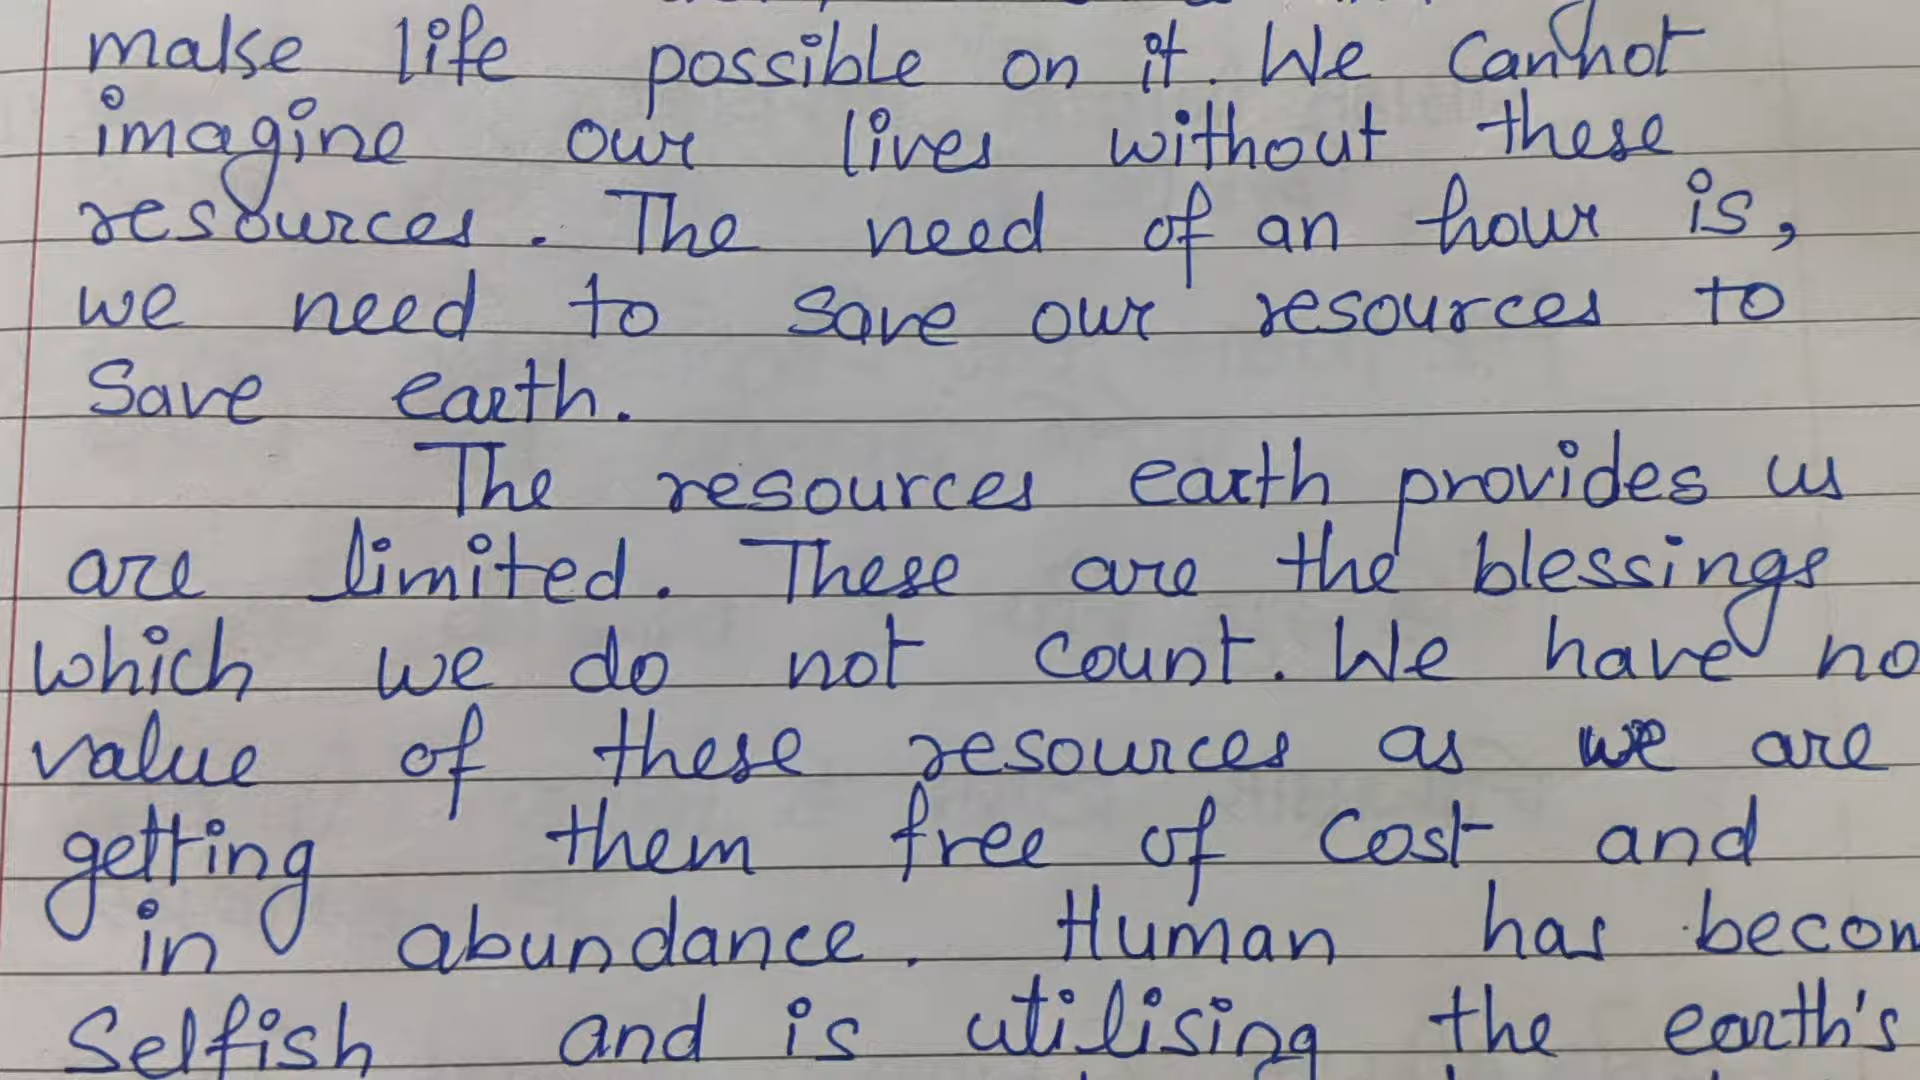 make life possible on it. We cannot
imagine our lives without these
resources. The need of an hour is,
we need to save our resources to
Save earth.
The resources earth provides us
are limited. These are the blessings
which we do not count. We have no
value of these resources as we are
getting them free of cost and
in abundance. Human has becom
Selfish and is utilising the earth's